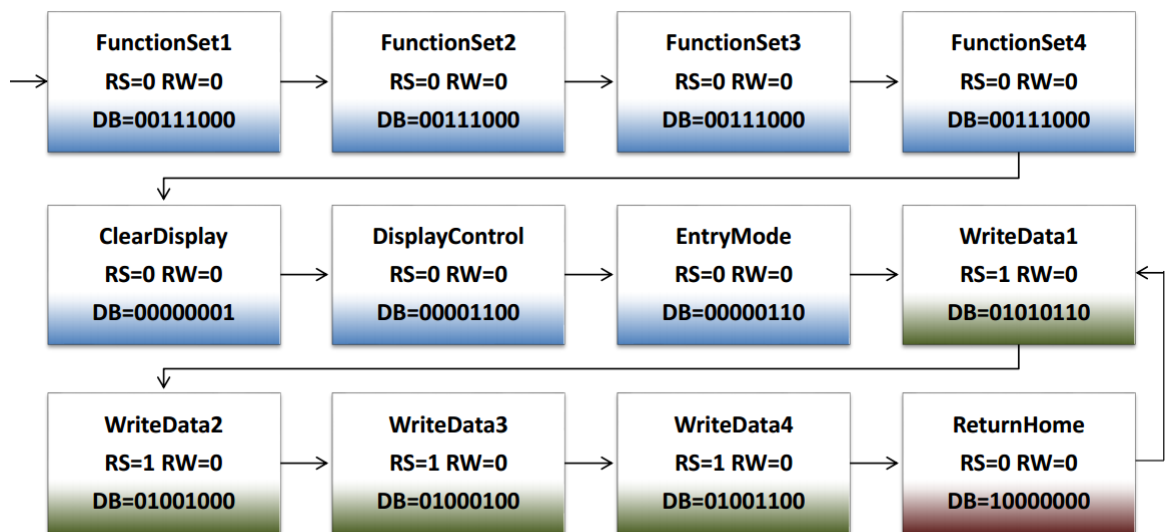 FunctionSet1
RS=0 RW=0
DB=00111000
FunctionSet2
RS=0 RW=0
DB=00111000
FunctionSet3
RS=0 RW=0
DB=00111000
FunctionSet4
RS=0 RW=0
DB=00111000
ClearDisplay
RS=0 RW=0
DB=00000001
DisplayControl
RS=0 RW=0
DB=00001100
EntryMode
RS=0 RW=0
DB=00000110
WriteData1
RS=1 RW=0
DB=01010110
WriteData2
RS=1 RW=0
DB=01001000
WriteData3
RS=1 RW=0
DB=01000100
WriteData4
RS=1 RW=0
DB=01001100
ReturnHome
RS=0 RW=0
DB=10000000